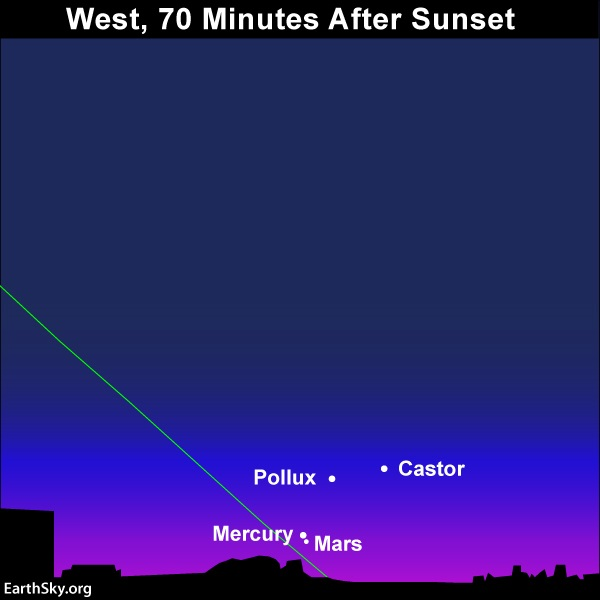 West, 70 Minutes After Sunset
Pollux
Castor
Mercury
Mars
EarthSky.org